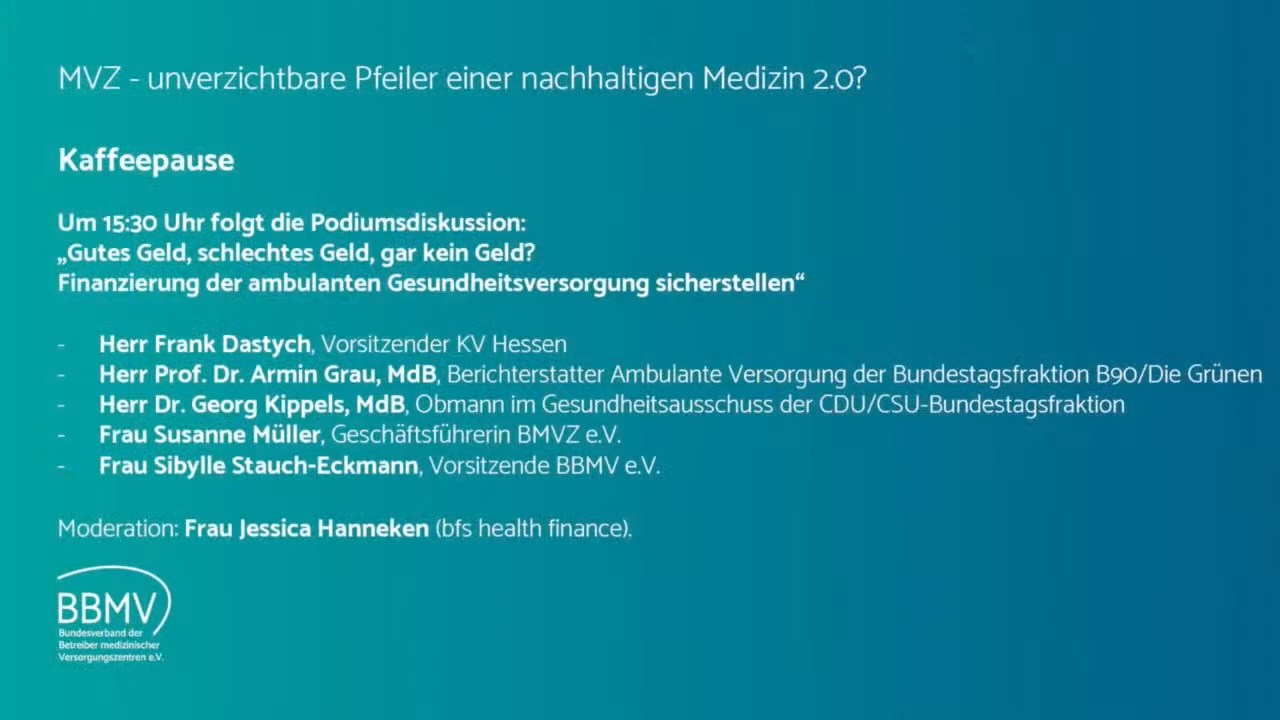 MVZ - unverzichtbare Pfeiler einer nachhaltigen Medizin 2.0?
Kaffeepause
Um 15:30 Uhr folgt die Podiumsdiskussion:
„Gutes Geld, schlechtes Geld, gar kein Geld?
Finanzierung der ambulanten Gesundheitsversorgung sicherstellen“
- Herr Frank Dastych, Vorsitzender KV Hessen
- Herr Prof. Dr. Armin Grau, MdB, Berichterstatter Ambulante Versorgung der Bundestagsfraktion B90/Die Grünen
- Herr Dr. Georg Kippels, MdB, Obmann im Gesundheitsausschuss der CDU/CSU-Bundestagsfraktion
- Frau Susanne Müller, Geschäftsführerin BMVZ e.V.
- Frau Sibylle Stauch-Eckmann, Vorsitzende BBMV e.V.
Moderation: Frau Jessica Hanneken (bfs health finance).
BBMV
Bundesverband der
Betreiber medizinischer
Versorgungszentren e.V.